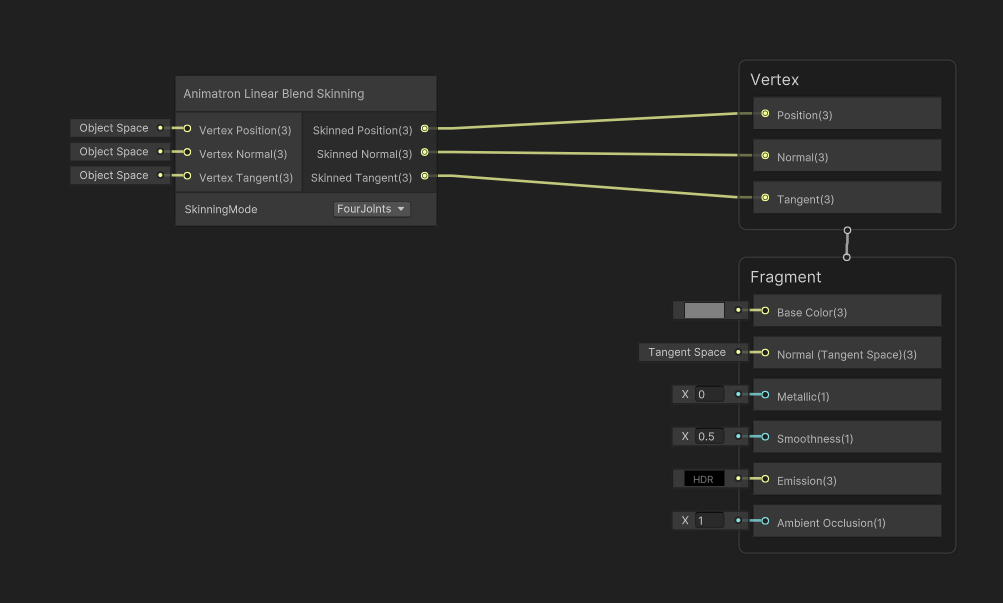 Animatron Linear Blend Skinning
Object Space Vertex Position(3) Skinned Position(3)
Object Space Vertex Normal(3) Skinned Normal(3)
Object Space Vertex Tangent(3) Skinned Tangent(3)
SkinningMode FourJoints
Vertex
Position(3)
Normal(3)
Tangent(3)
Fragment
Base Color(3)
Tangent Space Normal (Tangent Space)(3)
X 0 Metallic(1)
X 0.5 Smoothness(1)
HDR Emission(3)
X 1 Ambient Occlusion(1)